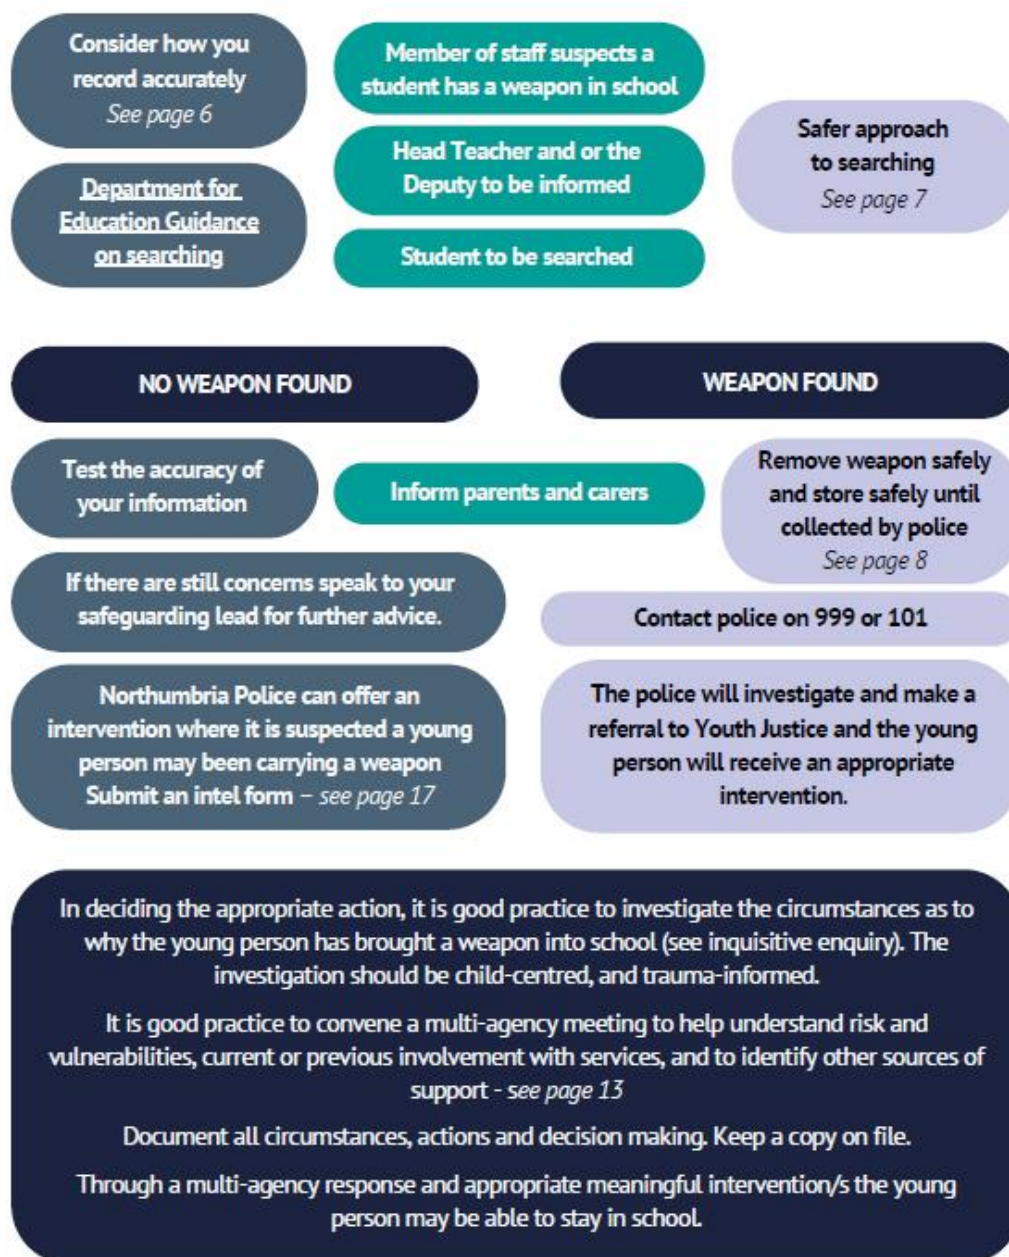 Consider how you
record accurately
See page 6
Department for
Education Guidance
on searching
Member of staff suspects a
student has a weapon in school
Head Teacher and or the
Deputy to be informed
Student to be searched
Safer approach
to searching
See page 7
NO WEAPON FOUND
WEAPON FOUND
Test the accuracy of
your information
Inform parents and carers
Remove weapon safely
and store safely until
collected by police
See page 8
If there are still concerns speak to your
safeguarding lead for further advice.
Contact police on 999 or 101
Northumbria Police can offer an
intervention where it is suspected a young
person may been carrying a weapon
Submit an intel form – see page 17
The police will investigate and make a
referral to Youth Justice and the young
person will receive an appropriate
intervention.
In deciding the appropriate action, it is good practice to investigate the circumstances as to
why the young person has brought a weapon into school (see inquisitive enquiry). The
investigation should be child-centred, and trauma-informed.
It is good practice to convene a multi-agency meeting to help understand risk and
vulnerabilities, current or previous involvement with services, and to identify other sources of
support - see page 13
Document all circumstances, actions and decision making. Keep a copy on file.
Through a multi-agency response and appropriate meaningful intervention/s the young
person may be able to stay in school.